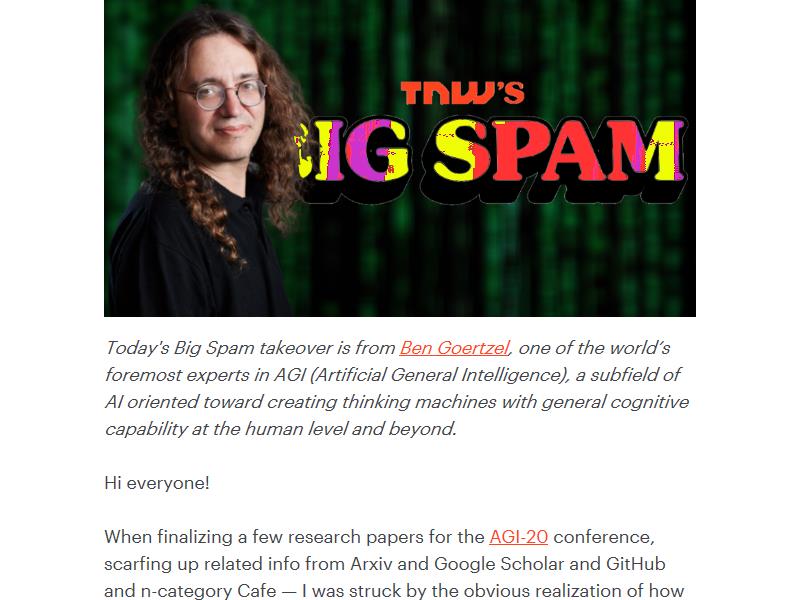 TNW's
BIG SPAM
Today's Big Spam takeover is from Ben Goertzel, one of the world’s
foremost experts in AGI (Artificial General Intelligence), a subfield of
AI oriented toward creating thinking machines with general cognitive
capability at the human level and beyond.
Hi everyone!
When finalizing a few research papers for the AGI-20 conference,
scarfing up related info from Arxiv and Google Scholar and GitHub
and n-category Cafe — I was struck by the obvious realization of how